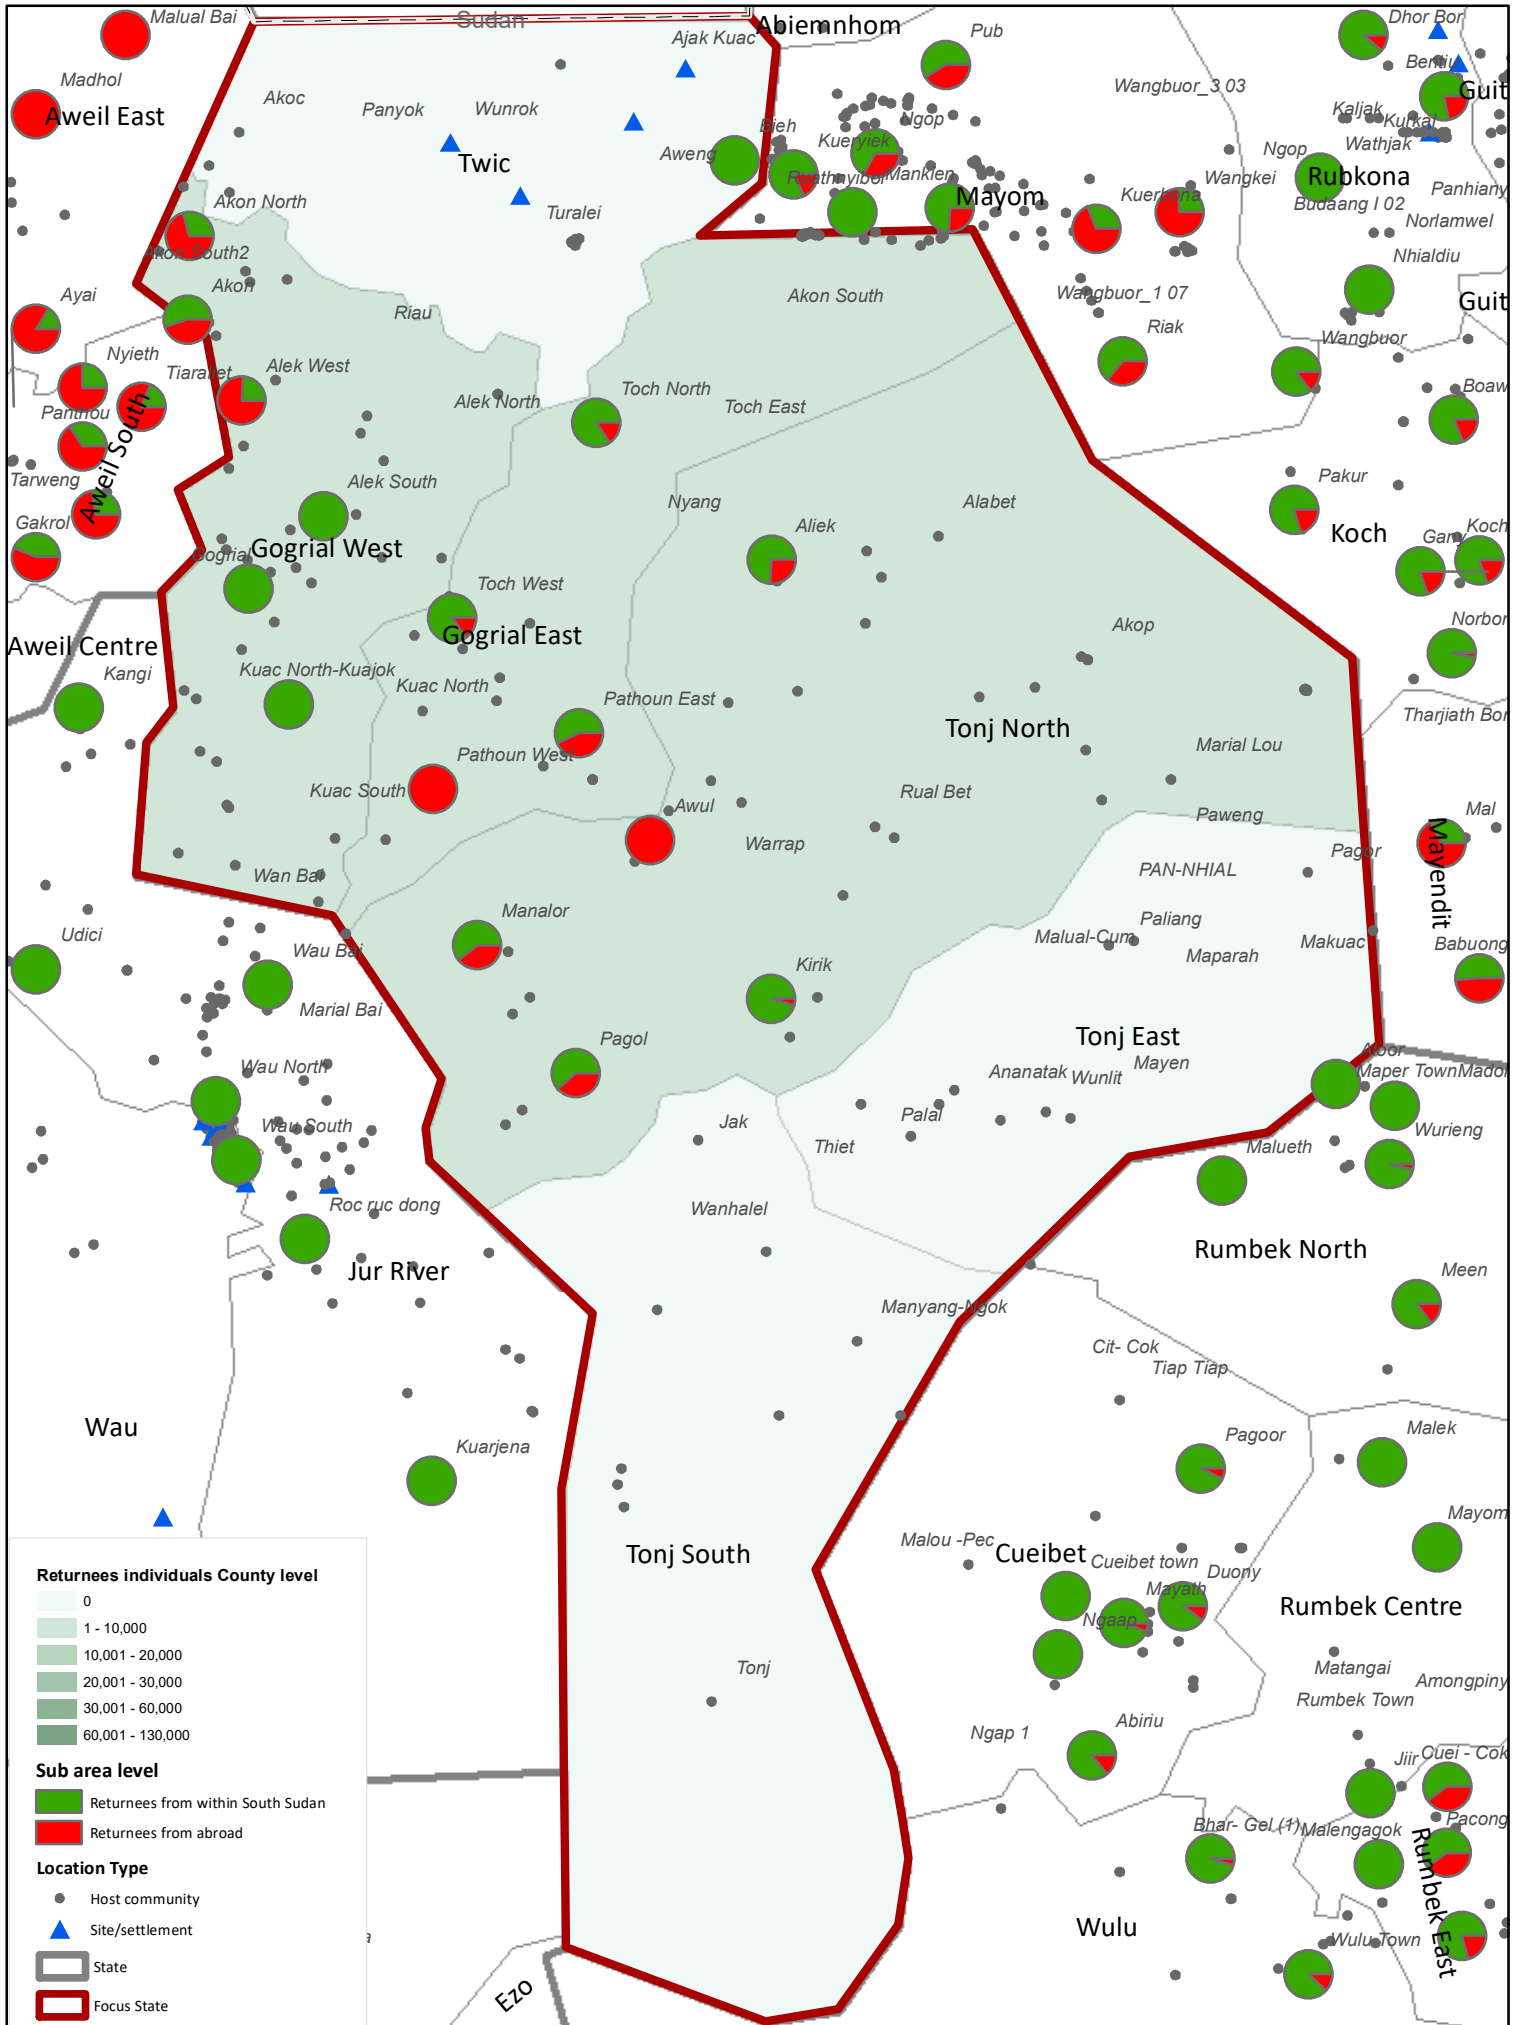 Malual Bai
Sudan
Abiemnhom
Dhor Bor
Pub
Ajak Kuac
Bentiu
Madhol
Wangbuor_3 03
Guit
Akoc
Panyok
Wunrok
Aweil East
Kaljak
Kurkal
Ngop
Bieh
Kueryiek
Wathjak
Ngop
Aweng
Twic
Manklen
Wangkei
Rubkona
Panhiany
Ruathnyibol
Mayom
Kuerbona
Budaang I 02
Akon North
Turalei
Norlamwel
Akon South2
Nhialdiu
Akon
Ayai
Akon South
Wangbuor_1 07
Guit
Riau
Riak
Wangbuor
Nyieth
Tiaraliet
Alek West
Toch North
Boaw
Panthou
Alek North
Toch East
Aweil South
Tarweng
Alek South
Pakur
Nyang
Alabet
Gakrol
Koch
Koch
Gany
Aliek
Gogrial
Gogrial West
Toch West
Norbor
Aweil Centre
Gogrial East
Akop
Kangi
Kuac North-Kuajok
Kuac North
Pathoun East
Tharjiath Bor
Tonj North
Marial Lou
Pathoun West
Kuac South
Rual Bet
Awul
Mal
Paweng
Mayendit
Warrap
Pagor
Wan Bai
PAN-NHIAL
Manalor
Paliang
Udici
Malual-Cum
Makuac
Babuong
Wau Bai
Maparah
Kirik
Marial Bai
Tonj East
Pagol
Aloor
Wau North
Mayen
Maper Town
Mador
Ananatak
Wunlit
Palal
Jak
Wau South
Wurieng
Thiet
Malueth
Wanhalel
Roc ruc dong
Rumbek North
Jur River
Meen
Manyang-Ngok
Cit- Cok
Tiap Tiap
Wau
Pagoor
Malek
Kuarjena
Mayom
Malou -Pec
Tonj South
Cueibet
Cueibet town
Duony
Mayath
Rumbek Centre
Ngaap
Tonj
Matangai
Amongpiny
Rumbek Town
Ngap 1
Abiriu
Jiir
Cuei - Cok
Bhar- Gel (1)
Malengagok
Pacong
Rumbek East
Wulu
Wulu Town
Ezo
Returnees individuals County level
0
1 - 10,000
10,001 - 20,000
20,001 - 30,000
30,001 - 60,000
60,001 - 130,000
Sub area level
Returnees from within South Sudan
Returnees from abroad
Location Type
Host community
Site/settlement
State
Focus State